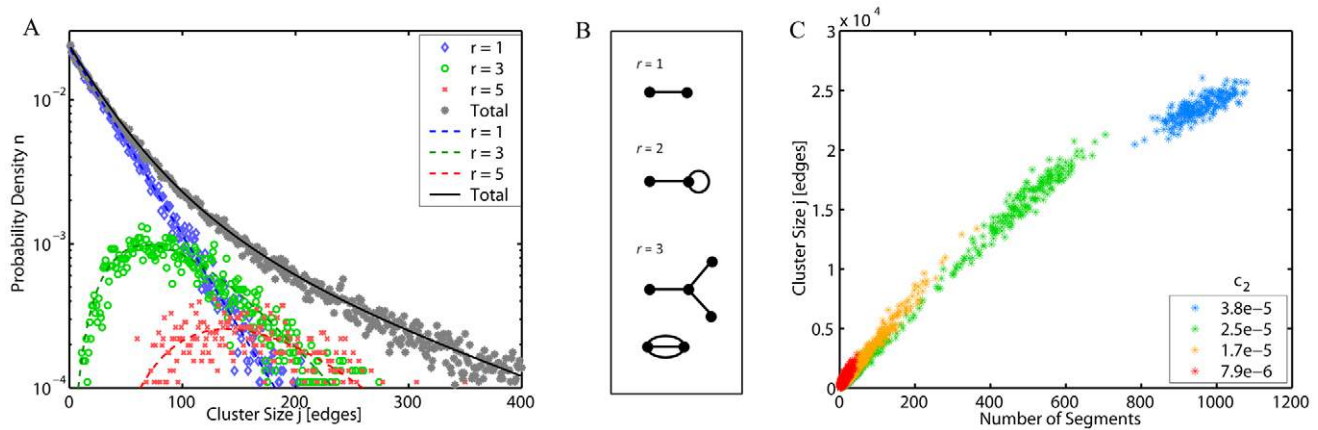 A
Probability Density n
10⁻²
10⁻³
10⁻⁴
0
100
200
300
400
Cluster Size j [edges]
r = 1
r = 3
r = 5
Total
r = 1
r = 3
r = 5
Total
B
r = 1
r = 2
r = 3
C
x 10⁴
Cluster Size j [edges]
3
2.5
2
1.5
1
0.5
0
0
200
400
600
800
1000
1200
Number of Segments
c₂
3.8e−5
2.5e−5
1.7e−5
7.9e−6